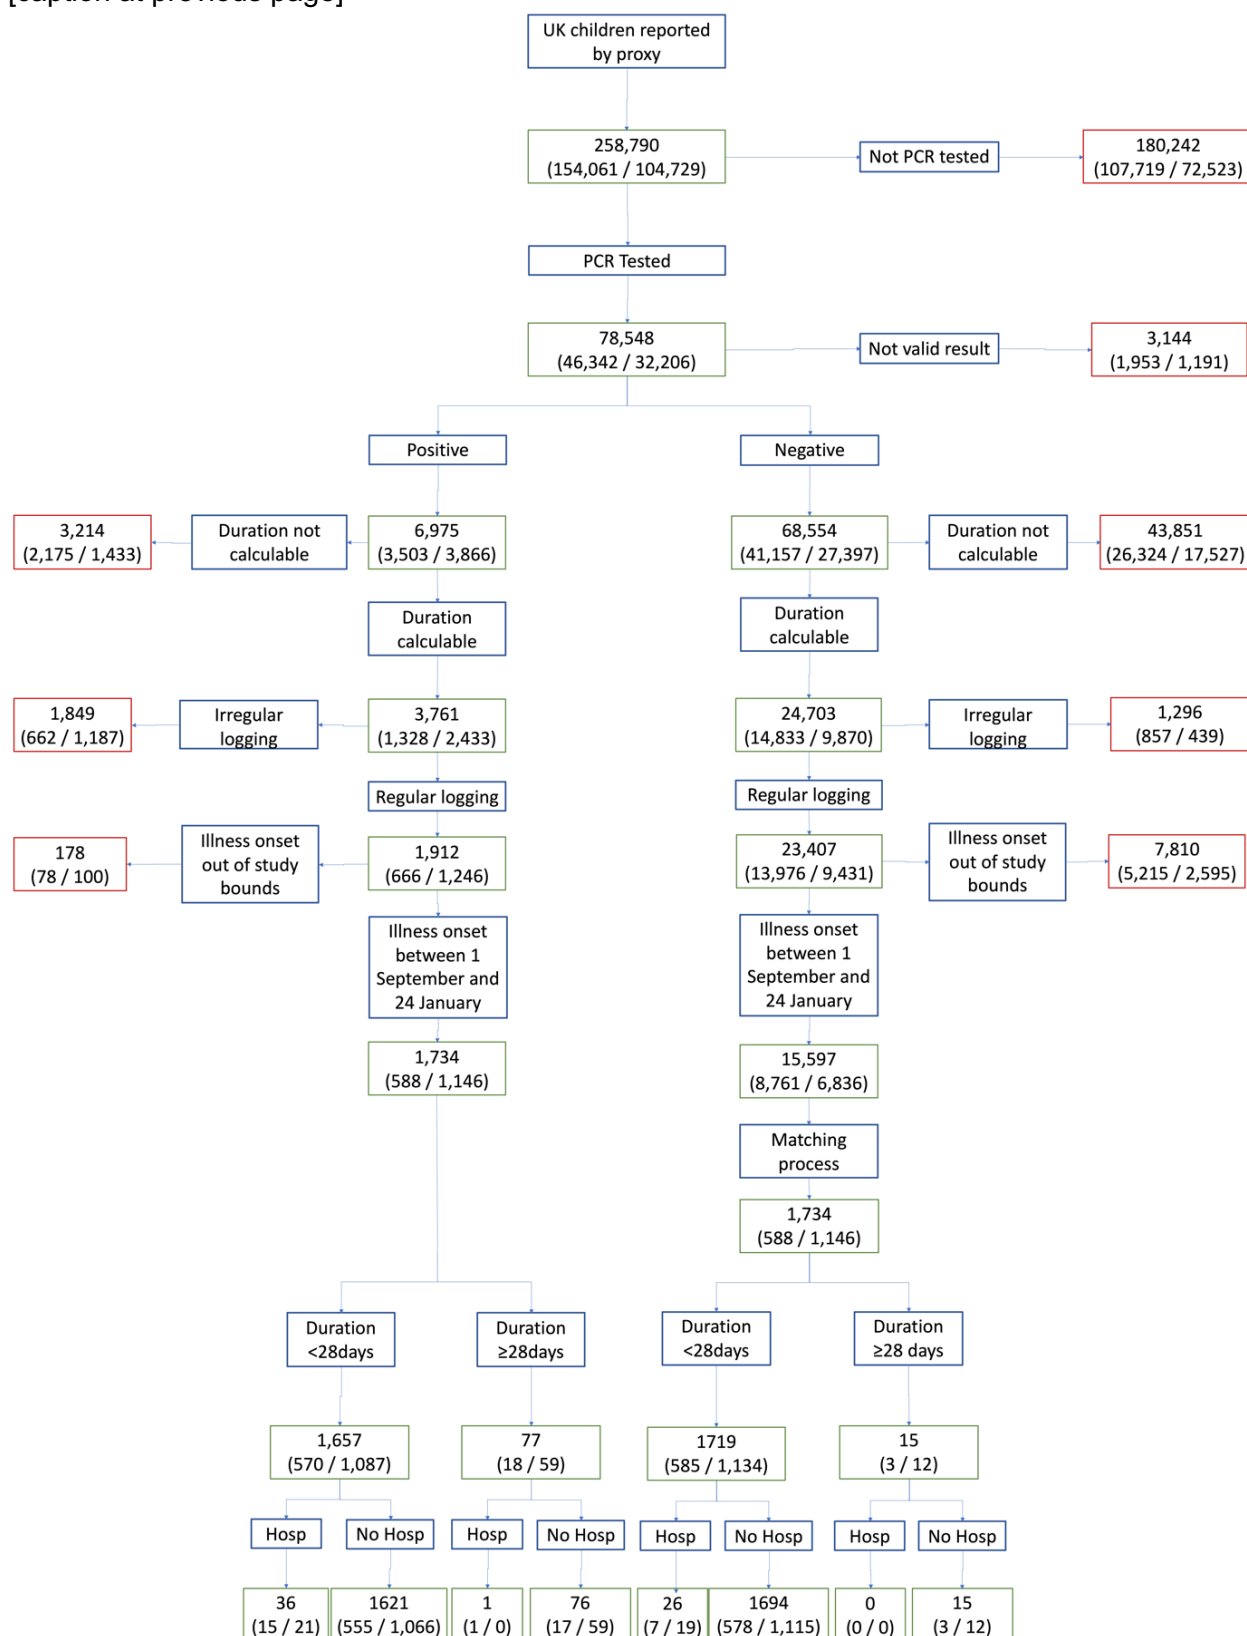 [caption at previous page]
UK children reported
by proxy
258,790
(154,061 / 104,729)
Not PCR tested
180,242
(107,719 / 72,523)
PCR Tested
78,548
(46,342 / 32,206)
Not valid result
3,144
(1,953 / 1,191)
Positive
Negative
3,214
(2,175 / 1,433)
Duration not
calculable
6,975
(3,503 / 3,866)
68,554
(41,157 / 27,397)
Duration not
calculable
43,851
(26,324 / 17,527)
Duration
calculable
Duration
calculable
1,849
(662 / 1,187)
Irregular
logging
3,761
(1,328 / 2,433)
24,703
(14,833 / 9,870)
Irregular
logging
1,296
(857 / 439)
Regular logging
Regular logging
178
(78 / 100)
Illness onset
out of study
bounds
1,912
(666 / 1,246)
23,407
(13,976 / 9,431)
Illness onset
out of study
bounds
7,810
(5,215 / 2,595)
Illness onset
between 1
September and
24 January
Illness onset
between 1
September and
24 January
1,734
(588 / 1,146)
15,597
(8,761 / 6,836)
Matching
process
1,734
(588 / 1,146)
Duration
<28days
Duration
≥28days
Duration
<28days
Duration
≥28 days
1,657
(570 / 1,087)
77
(18 / 59)
1719
(585 / 1,134)
15
(3 / 12)
Hosp
No Hosp
Hosp
No Hosp
Hosp
No Hosp
Hosp
No Hosp
36
(15 / 21)
1621
(555 / 1,066)
1
(1 / 0)
76
(17 / 59)
26
(7 / 19)
1694
(578 / 1,115)
0
(0 / 0)
15
(3 / 12)